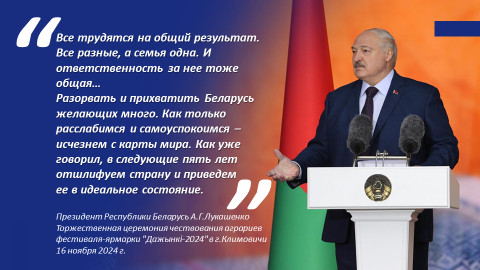 “
Все трудятся на общий результат.
Все разные, а семья одна. И
ответственность за нее тоже
общая...
Разорвать и прихватить Беларусь
желающих много. Как только
расслабимся и самоуспокоимся –
исчезнем с карты мира. Как уже
говорил, в следующие пять лет
отшлифуем страну и приведем
ее в идеальное состояние.
”
Президент Республики Беларусь А.Г.Лукашенко
Торжественная церемония чествования аграриев
фестиваля-ярмарки "Дажынкі-2024" в г.Климовичи
16 ноября 2024 г.